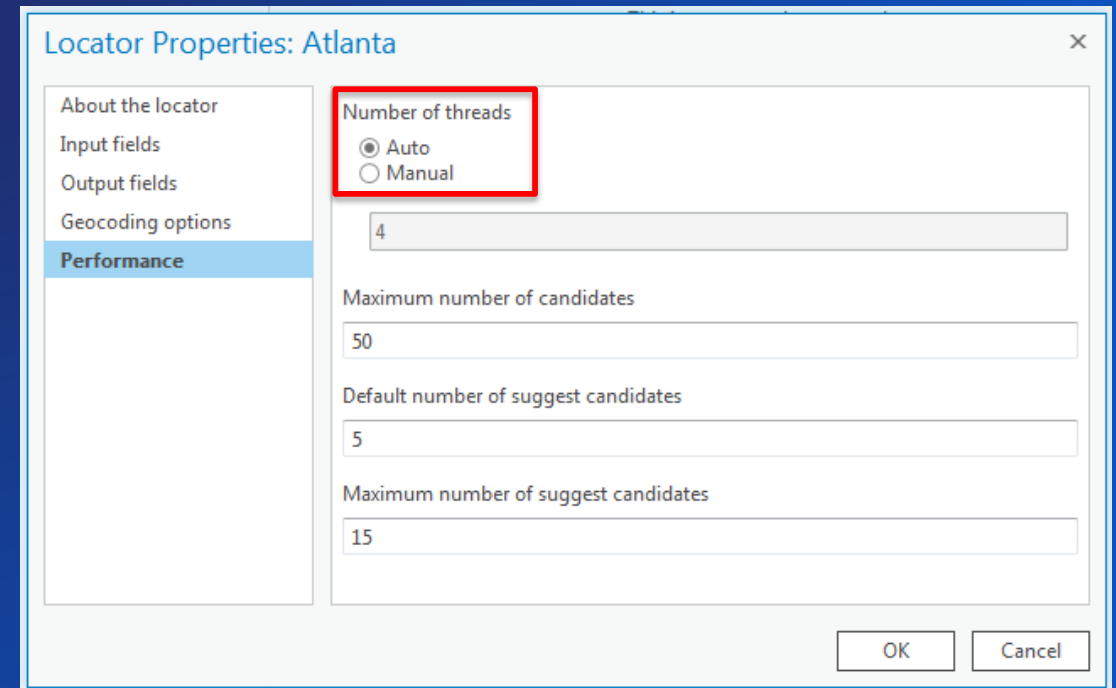 Locator Properties: Atlanta
About the locator
Input fields
Output fields
Geocoding options
Performance
Number of threads
Auto
Manual
4
Maximum number of candidates
50
Default number of suggest candidates
5
Maximum number of suggest candidates
15
OK
Cancel